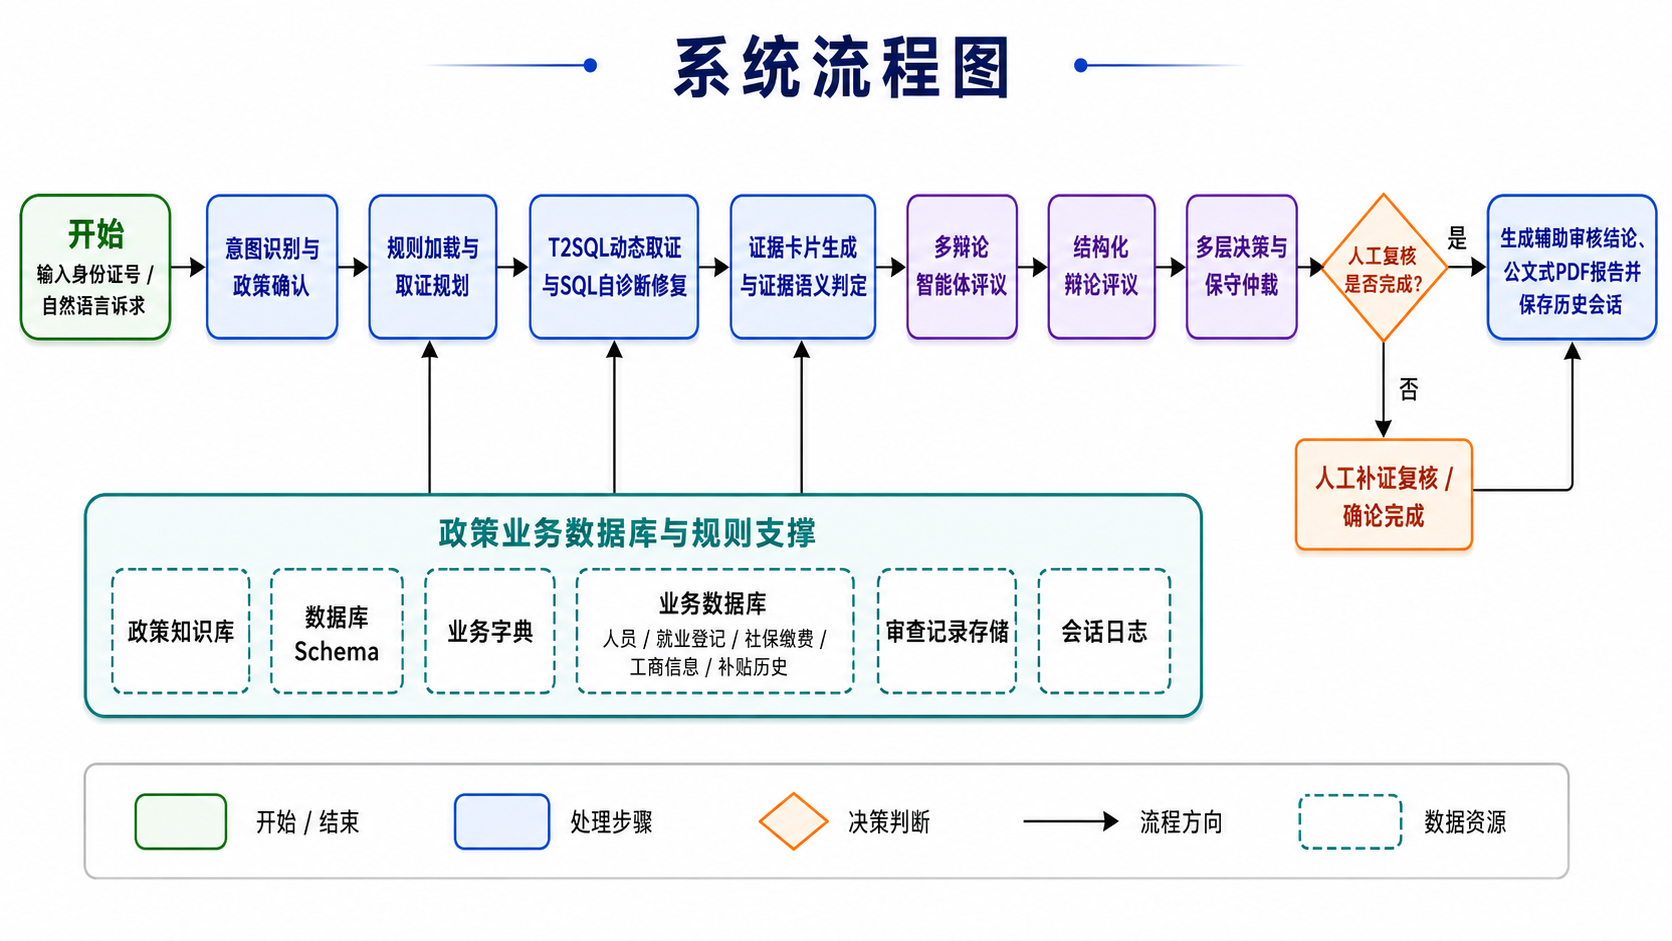 系统流程图
开始
输入身份证号 /
自然语言诉求
意图识别与
政策确认
规则加载与
取证规划
T2SQL动态取证
与SQL自诊断修复
证据卡片生成
与证据语义判定
多辩论
智能体评议
结构化
辩论评议
多层决策与
保守仲裁
人工复核
是否完成?
是
生成辅助审核结论、
公文式PDF报告并
保存历史会话
否
人工补证复核 /
确论完成
政策业务数据库与规则支撑
政策知识库
数据库
Schema
业务字典
业务数据库
人员 / 就业登记 / 社保缴费 /
工商信息 / 补贴历史
审查记录存储
会话日志
开始 / 结束
处理步骤
决策判断
流程方向
数据资源